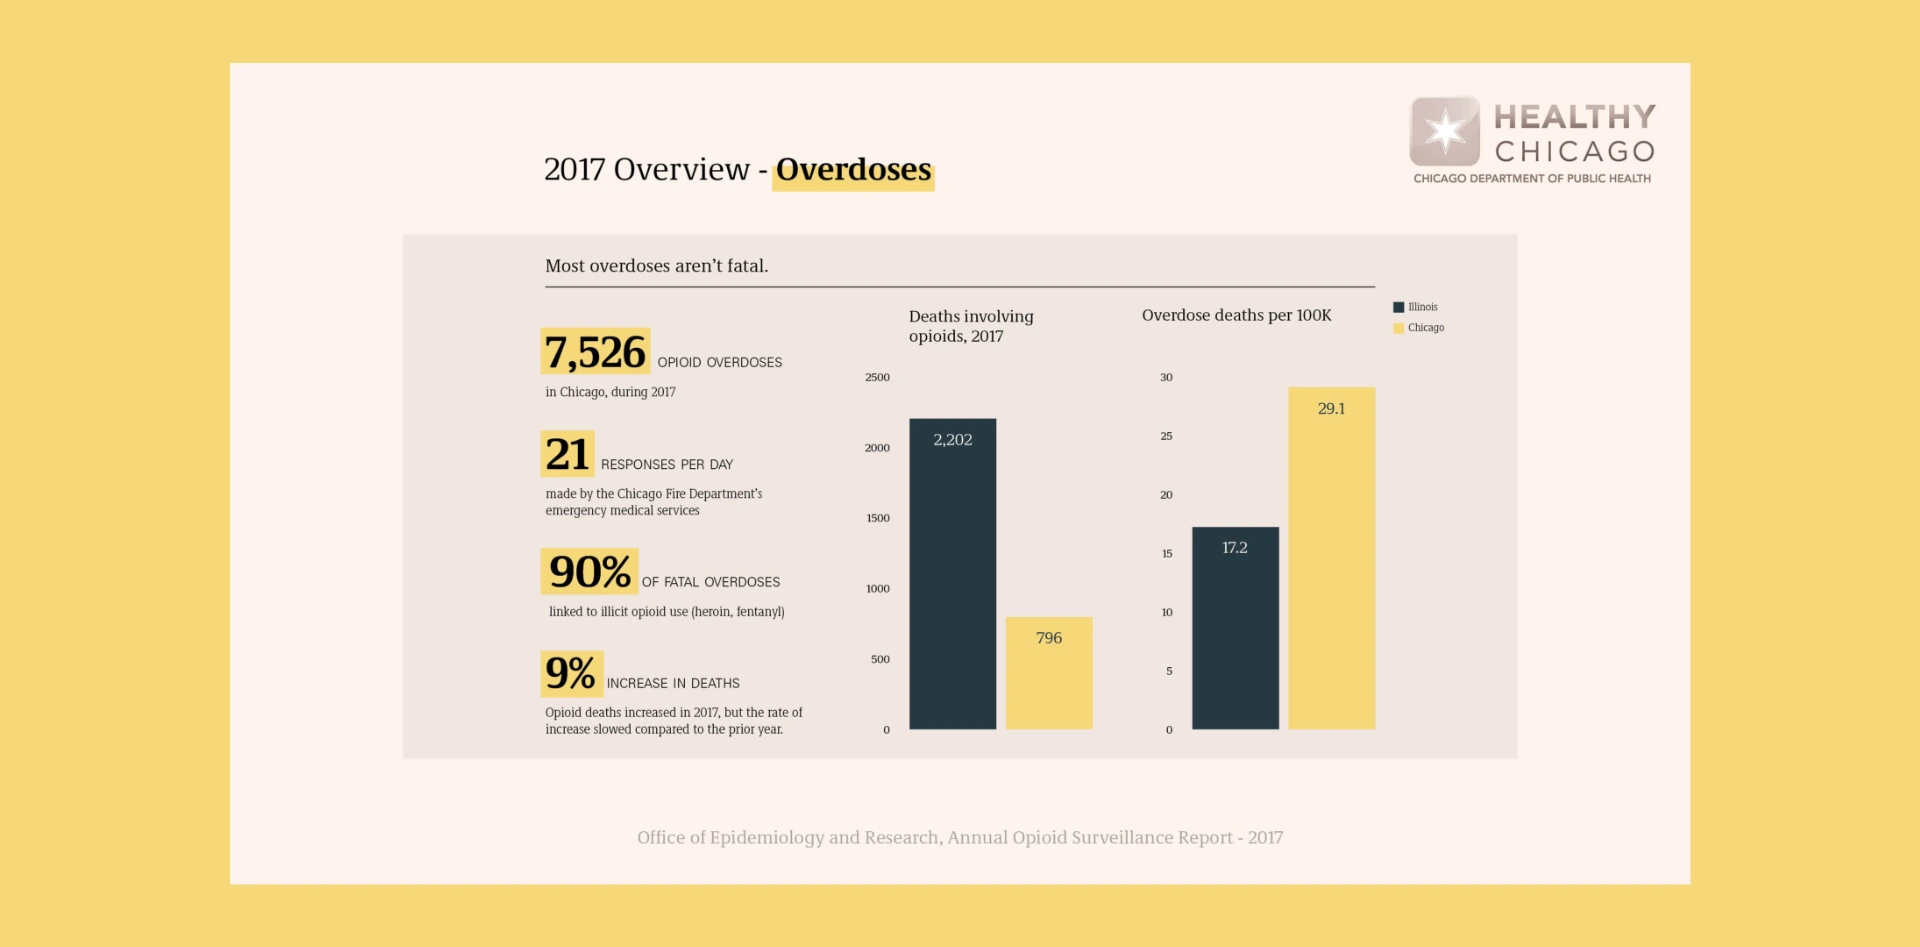 HEALTHY
CHICAGO
CHICAGO DEPARTMENT OF PUBLIC HEALTH
2017 Overview - Overdoses
Most overdoses aren’t fatal.
7,526 OPIOID OVERDOSES
in Chicago, during 2017
21 RESPONSES PER DAY
made by the Chicago Fire Department’s
emergency medical services
90% OF FATAL OVERDOSES
linked to illicit opioid use (heroin, fentanyl)
9% INCREASE IN DEATHS
Opioid deaths increased in 2017, but the rate of
increase slowed compared to the prior year.
Deaths involving
opioids, 2017
2500
2000
1500
1000
500
0
2,202
796
Overdose deaths per 100K
30
25
20
15
10
5
0
17.2
29.1
Illinois
Chicago
Office of Epidemiology and Research, Annual Opioid Surveillance Report - 2017